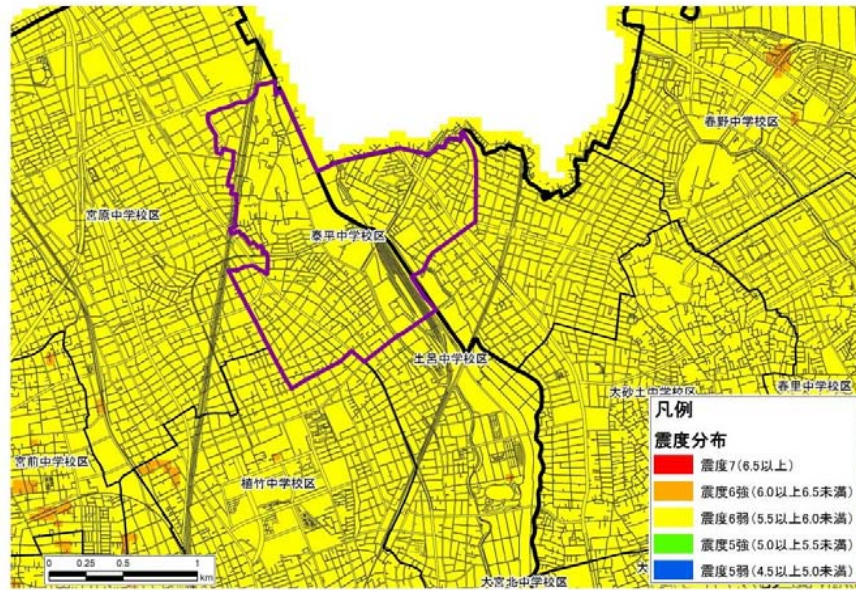 春野中学校区
宮原中学校区
泰平中学校区
土呂中学校区
大砂土中学校区
春里中学校区
宮前中学校区
植竹中学校区
大宮北中学校区
大
凡例
震度分布
震度7(6.5以上)
震度6強(6.0以上6.5未満)
震度6弱(5.5以上6.0未満)
震度5強(5.0以上5.5未満)
震度5弱(4.5以上5.0未満)
0 0.25 0.5 1
km